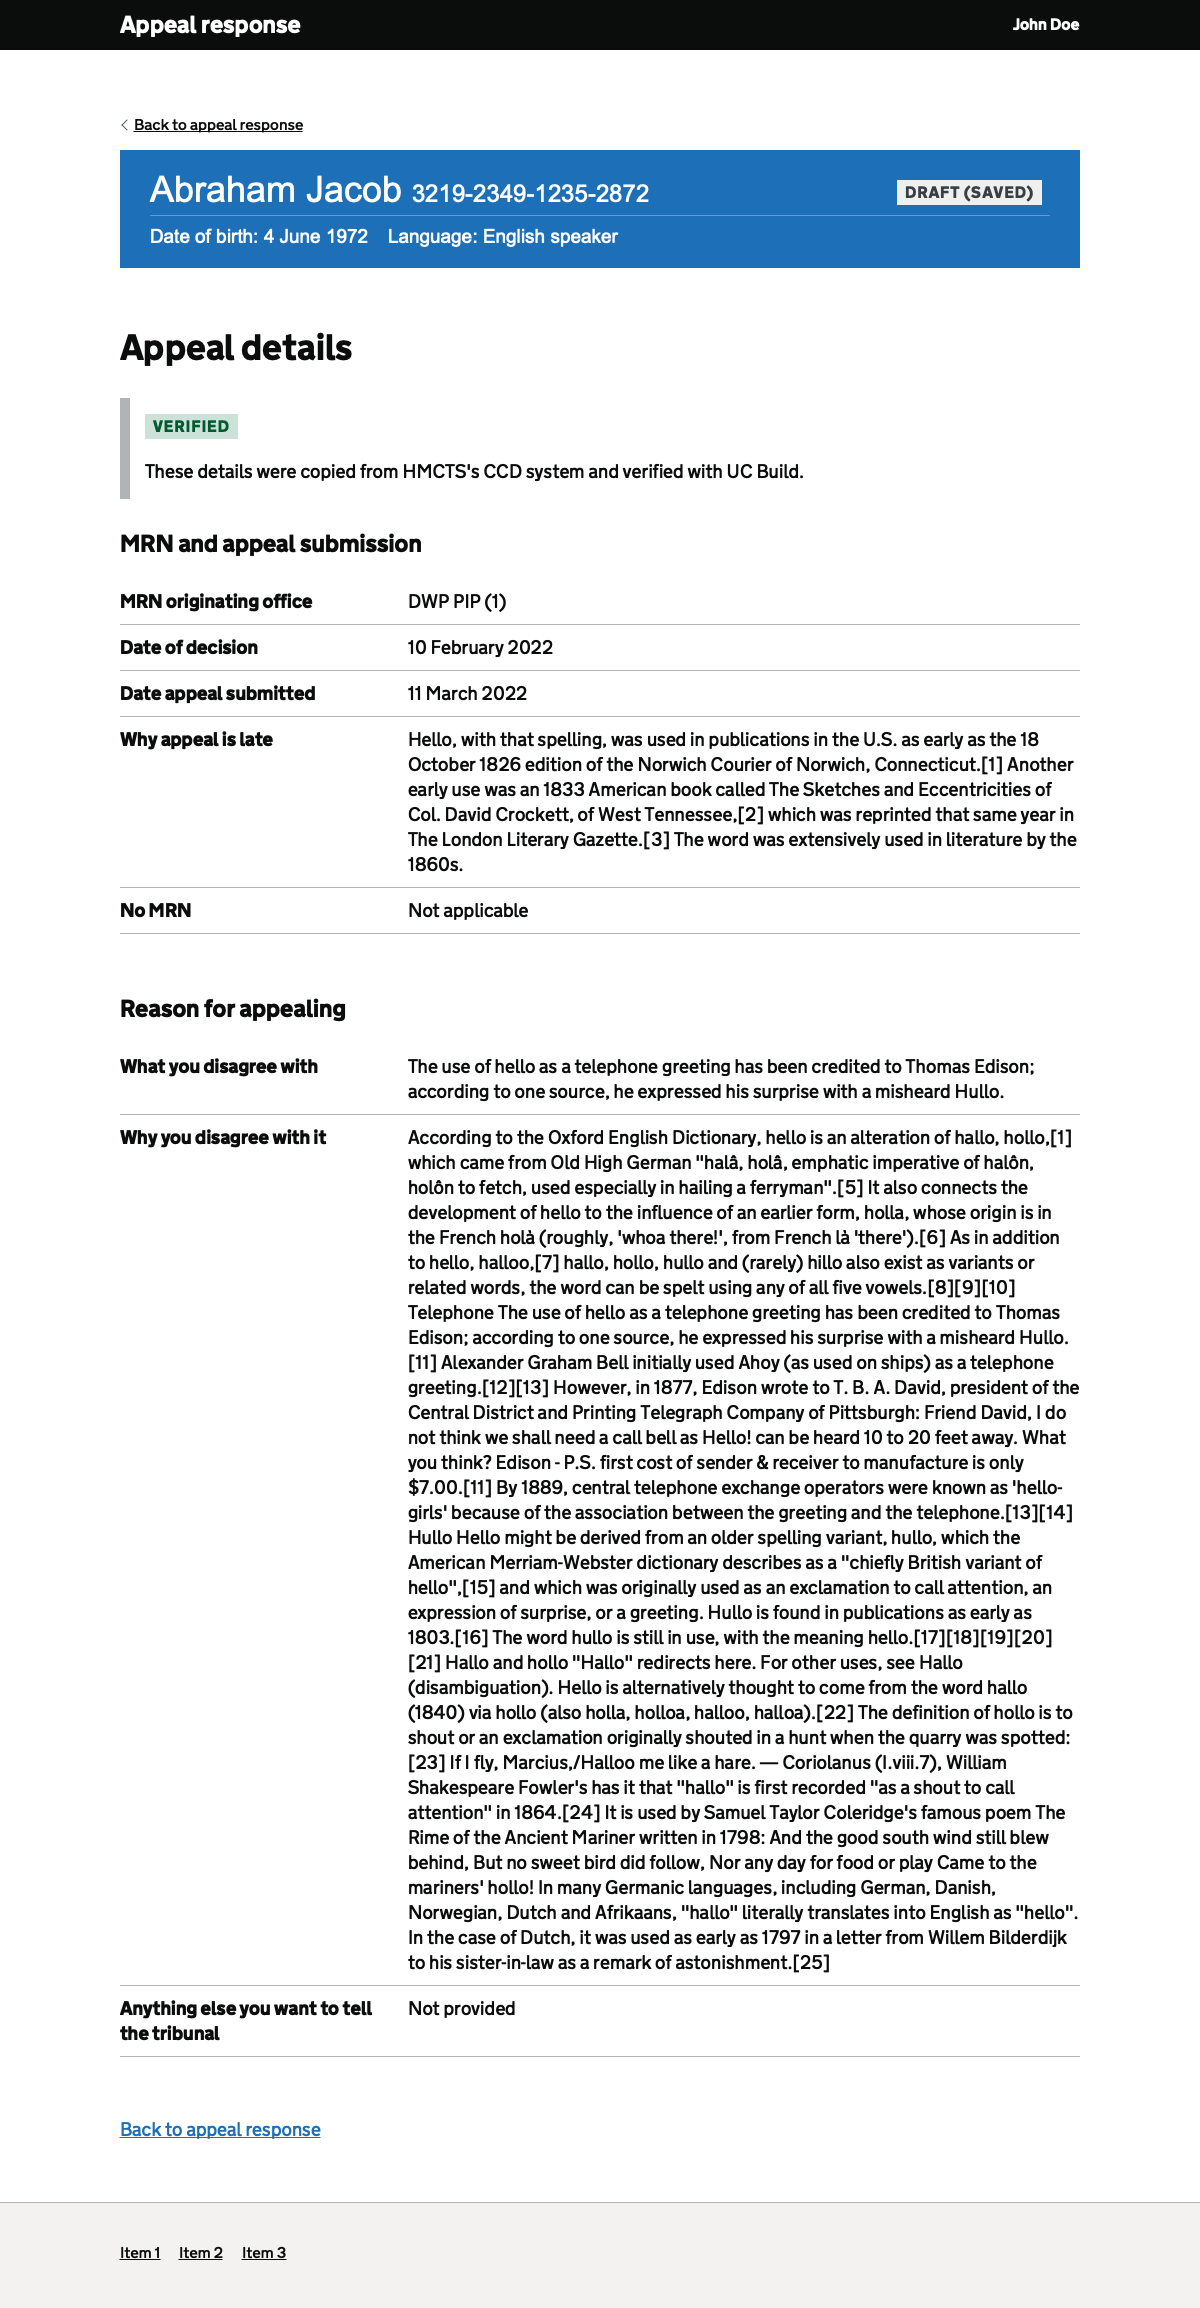 Appeal response
John Doe
Back to appeal response
Abraham Jacob 3219-2349-1235-2872
DRAFT (SAVED)
Date of birth: 4 June 1972 Language: English speaker
Appeal details
VERIFIED
These details were copied from HMCTS's CCD system and verified with UC Build.
MRN and appeal submission
MRN originating office DWP PIP (1)
Date of decision 10 February 2022
Date appeal submitted 11 March 2022
Why appeal is late Hello, with that spelling, was used in publications in the U.S. as early as the 18
October 1826 edition of the Norwich Courier of Norwich, Connecticut.[1] Another
early use was an 1833 American book called The Sketches and Eccentricities of
Col. David Crockett, of West Tennessee,[2] which was reprinted that same year in
The London Literary Gazette.[3] The word was extensively used in literature by the
1860s.
No MRN Not applicable
Reason for appealing
What you disagree with The use of hello as a telephone greeting has been credited to Thomas Edison;
according to one source, he expressed his surprise with a misheard Hullo.
Why you disagree with it According to the Oxford English Dictionary, hello is an alteration of hallo, hollo,[1]
which came from Old High German "halâ, holâ, emphatic imperative of halôn,
holôn to fetch, used especially in hailing a ferryman".[5] It also connects the
development of hello to the influence of an earlier form, holla, whose origin is in
the French holà (roughly, 'whoa there!', from French là 'there').[6] As in addition
to hello, halloo,[7] hallo, hollo, hullo and (rarely) hillo also exist as variants or
related words, the word can be spelt using any of all five vowels.[8][9][10]
Telephone The use of hello as a telephone greeting has been credited to Thomas
Edison; according to one source, he expressed his surprise with a misheard Hullo.
[11] Alexander Graham Bell initially used Ahoy (as used on ships) as a telephone
greeting.[12][13] However, in 1877, Edison wrote to T. B. A. David, president of the
Central District and Printing Telegraph Company of Pittsburgh: Friend David, I do
not think we shall need a call bell as Hello! can be heard 10 to 20 feet away. What
you think? Edison - P.S. first cost of sender & receiver to manufacture is only
$7.00.[11] By 1889, central telephone exchange operators were known as 'hello-
girls' because of the association between the greeting and the telephone.[13][14]
Hullo Hello might be derived from an older spelling variant, hullo, which the
American Merriam-Webster dictionary describes as a "chiefly British variant of
hello",[15] and which was originally used as an exclamation to call attention, an
expression of surprise, or a greeting. Hullo is found in publications as early as
1803.[16] The word hullo is still in use, with the meaning hello.[17][18][19][20]
[21] Hallo and hollo "Hallo" redirects here. For other uses, see Hallo
(disambiguation). Hello is alternatively thought to come from the word hallo
(1840) via hollo (also holla, holloa, halloo, halloa).[22] The definition of hollo is to
shout or an exclamation originally shouted in a hunt when the quarry was spotted:
[23] If I fly, Marcius,/Halloo me like a hare. — Coriolanus (I.viii.7), William
Shakespeare Fowler's has it that "hallo" is first recorded "as a shout to call
attention" in 1864.[24] It is used by Samuel Taylor Coleridge's famous poem The
Rime of the Ancient Mariner written in 1798: And the good south wind still blew
behind, But no sweet bird did follow, Nor any day for food or play Came to the
mariners' hollo! In many Germanic languages, including German, Danish,
Norwegian, Dutch and Afrikaans, "hallo" literally translates into English as "hello".
In the case of Dutch, it was used as early as 1797 in a letter from Willem Bilderdijk
to his sister-in-law as a remark of astonishment.[25]
Anything else you want to tell Not provided
the tribunal
Back to appeal response
Item 1 Item 2 Item 3